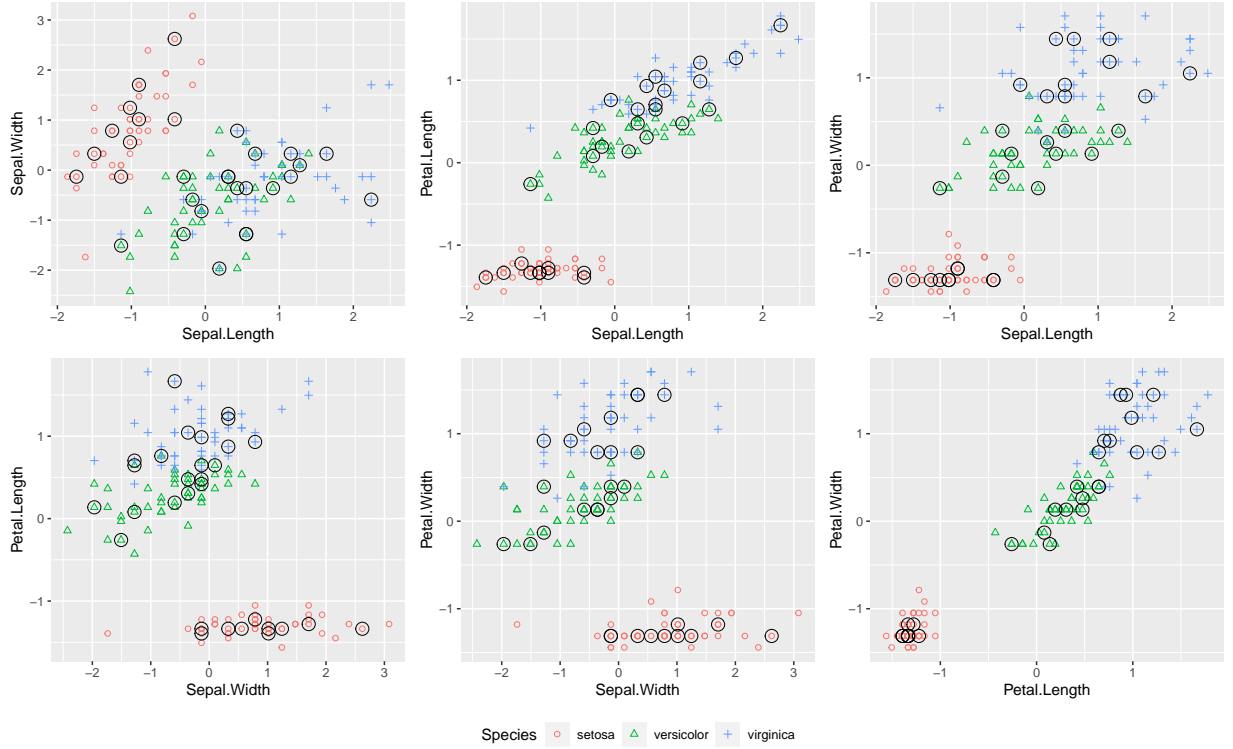 3
2
1
0
−1
−2
Sepal.Width
−2 −1 0 1 2
Sepal.Length
1
0
−1
Petal.Length
−2 −1 0 1 2
Sepal.Length
1
0
−1
Petal.Width
−2 −1 0 1 2
Sepal.Length
1
0
−1
Petal.Length
−2 −1 0 1 2 3
Sepal.Width
1
0
−1
Petal.Width
−2 −1 0 1 2 3
Sepal.Width
1
0
−1
Petal.Width
−1 0 1
Petal.Length
Species setosa versicolor virginica